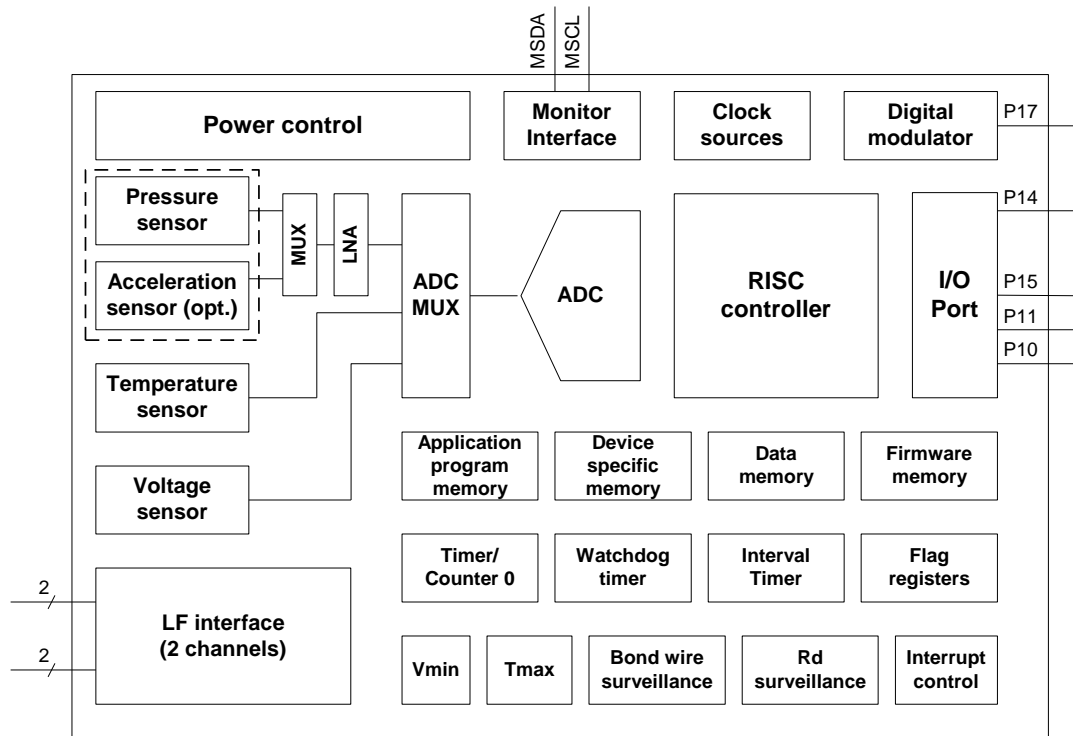 MSDA
MSCL
Power control
Monitor
Interface
Clock
sources
Digital
modulator
P17
Pressure
sensor
Acceleration
sensor (opt.)
MUX
LNA
ADC
MUX
ADC
RISC
controller
I/O
Port
P14
P15
P11
P10
Temperature
sensor
Voltage
sensor
Application
program
memory
Device
specific
memory
Data
memory
Firmware
memory
Timer/
Counter 0
Watchdog
timer
Interval
Timer
Flag
registers
2
2
LF interface
(2 channels)
Vmin
Tmax
Bond wire
surveillance
Rd
surveillance
Interrupt
control